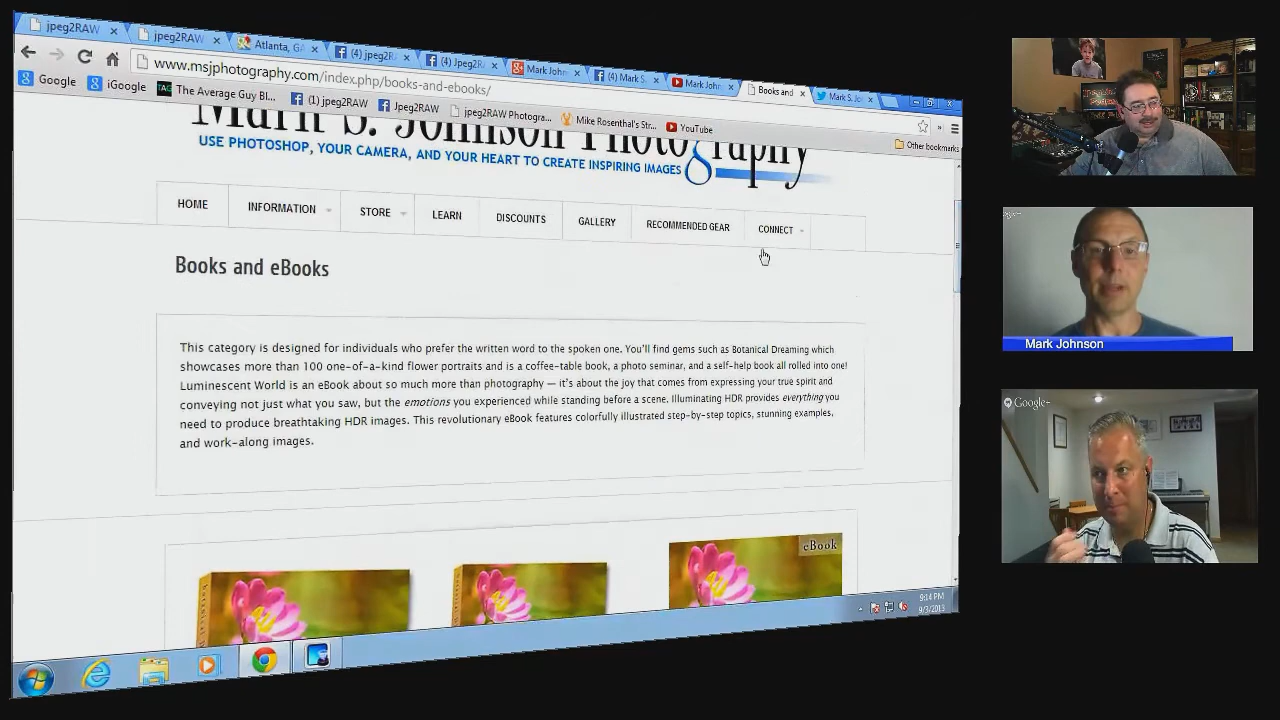 jpeg2RAW
jpeg2RAW
Atlanta, GA
(4) jpeg2R
(4) Jpeg2R
Mark John
(4) Mark S.
Mark John
Books and
Mark S. Jo
www.msjphotography.com/index.php/books-and-ebooks/
Google
iGoogle
TAG
The Average Guy Bl...
(1) jpeg2RAW
Jpeg2RAW
jpeg2RAW Photogra...
Mike Rosenthal's Str...
YouTube
»
Other bookmarks
Mark S. Johnson Photography
USE PHOTOSHOP, YOUR CAMERA, AND YOUR HEART TO CREATE INSPIRING IMAGES
HOME
INFORMATION
STORE
LEARN
DISCOUNTS
GALLERY
RECOMMENDED GEAR
CONNECT
Books and eBooks
This category is designed for individuals who prefer the written word to the spoken one. You'll find gems such as Botanical Dreaming which
showcases more than 100 one-of-a-kind flower portraits and is a coffee-table book, a photo seminar, and a self-help book all rolled into one!
Luminescent World is an eBook about so much more than photography — it's about the joy that comes from expressing your true spirit and
conveying not just what you saw, but the emotions you experienced while standing before a scene. Illuminating HDR provides everything you
need to produce breathtaking HDR images. This revolutionary eBook features colorfully illustrated step-by-step topics, stunning examples,
and work-along images.
eBook
9:14 PM
9/3/2013
Mark Johnson
Google+